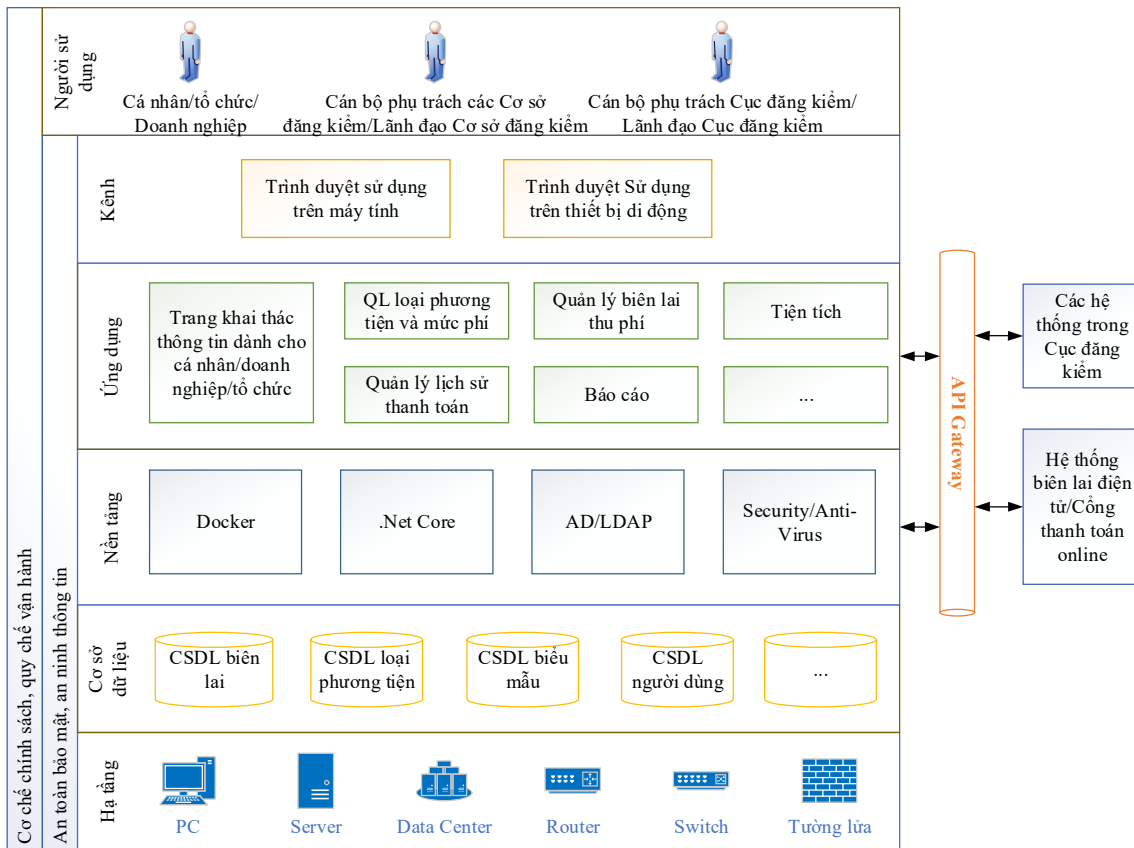 Cơ chế chính sách, quy chế vận hành
An toàn bảo mật, an ninh thông tin
Người sử
dụng
Cá nhân/tổ chức/
Doanh nghiệp
Cán bộ phụ trách các Cơ sở
đăng kiểm/Lãnh đạo Cơ sở đăng kiểm
Cán bộ phụ trách Cục đăng kiểm/
Lãnh đạo Cục đăng kiểm
Kênh
Trình duyệt sử dụng
trên máy tính
Trình duyệt Sử dụng
trên thiết bị di động
Ứng dụng
Trang khai thác
thông tin dành cho
cá nhân/doanh
nghiệp/tổ chức
QL loại phương
tiện và mức phí
Quản lý biên lai
thu phí
Tiện tích
Quản lý lịch sử
thanh toán
Báo cáo
...
Nền tảng
Docker
.Net Core
AD/LDAP
Security/Anti-
Virus
Cơ sở
dữ liệu
CSDL biên
lai
CSDL loại
phương tiện
CSDL biểu
mẫu
CSDL
người dùng
...
Hạ tầng
PC
Server
Data Center
Router
Switch
Tường lửa
API Gateway
Các hệ
thống trong
Cục đăng
kiểm
Hệ thống
biên lai điện
tử/Cổng
thanh toán
online